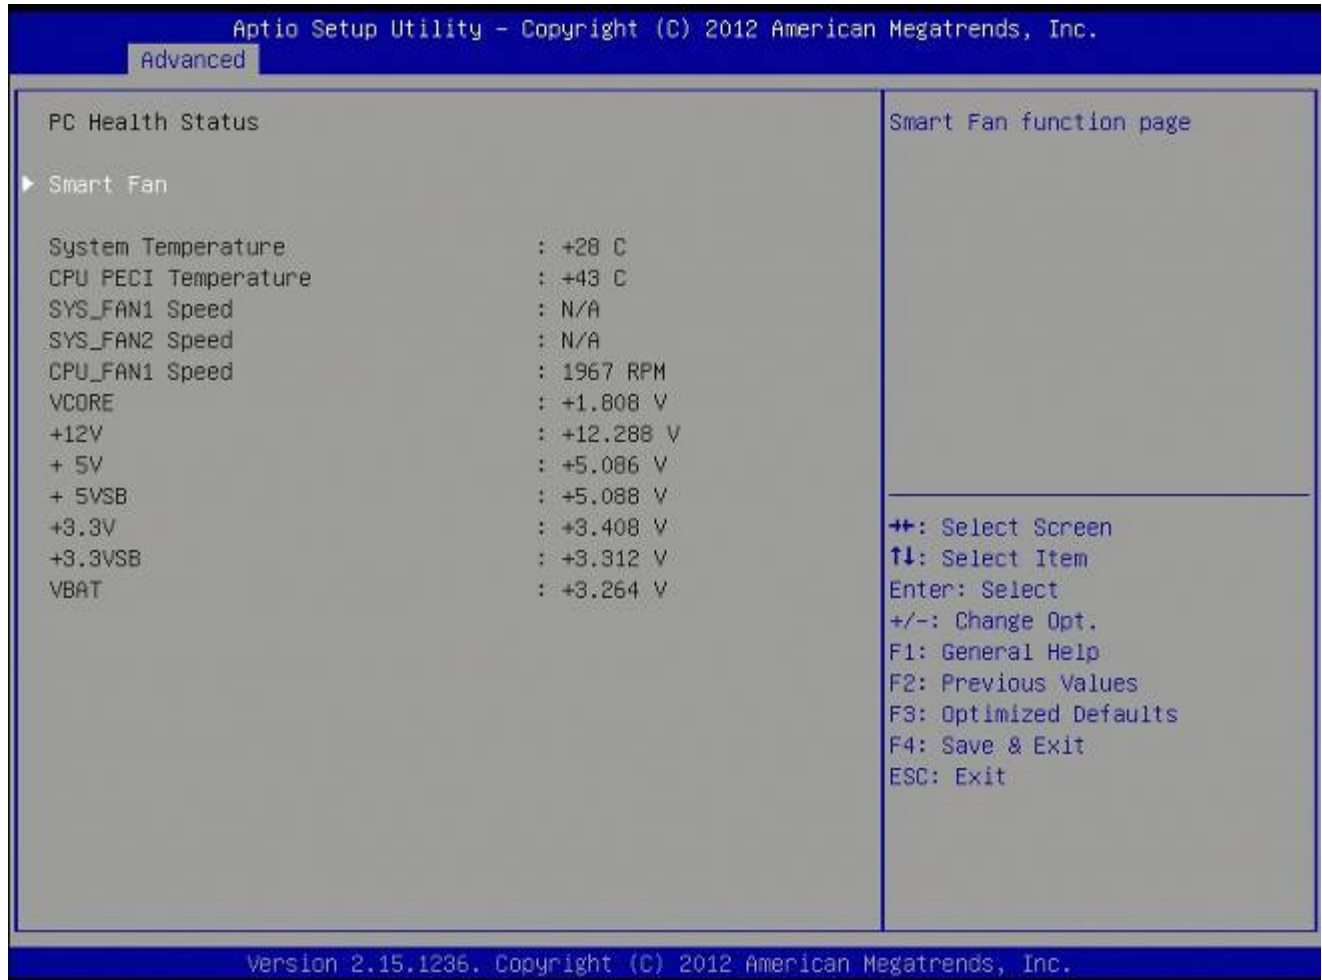 Aptio Setup Utility – Copyright (C) 2012 American Megatrends, Inc.
Advanced
PC Health Status
Smart Fan function page
▶ Smart Fan
System Temperature : +28 C
CPU PECI Temperature : +43 C
SYS_FAN1 Speed : N/A
SYS_FAN2 Speed : N/A
CPU_FAN1 Speed : 1967 RPM
VCORE : +1.808 V
+12V : +12.288 V
+ 5V : +5.086 V
+ 5VSB : +5.088 V
+3.3V : +3.408 V
+3.3VSB : +3.312 V
VBAT : +3.264 V
→←: Select Screen
↑↓: Select Item
Enter: Select
+/-: Change Opt.
F1: General Help
F2: Previous Values
F3: Optimized Defaults
F4: Save & Exit
ESC: Exit
Version 2.15.1236. Copyright (C) 2012 American Megatrends, Inc.